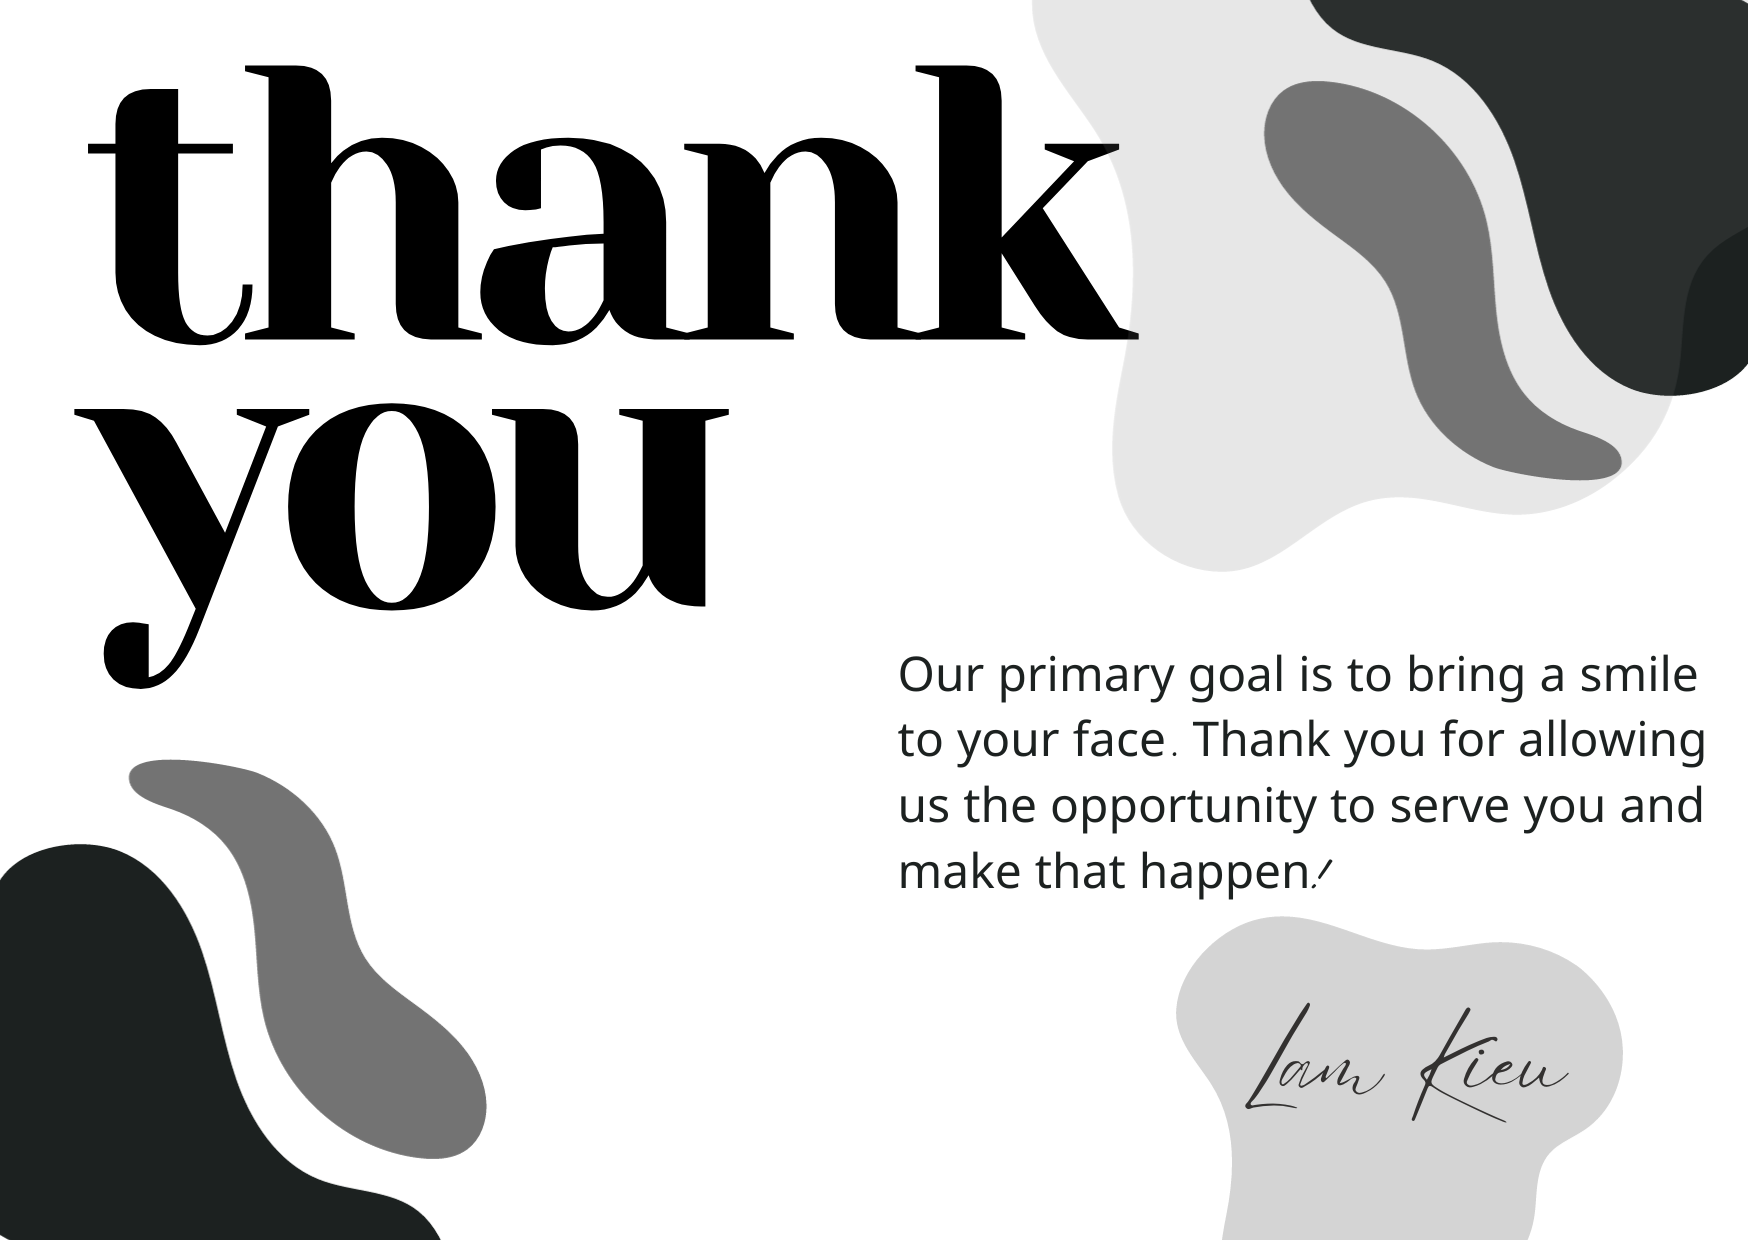 thank
you
Our primary goal is to bring a smile
to your face. Thank you for allowing
us the opportunity to serve you and
make that happen!
Lam Kieu